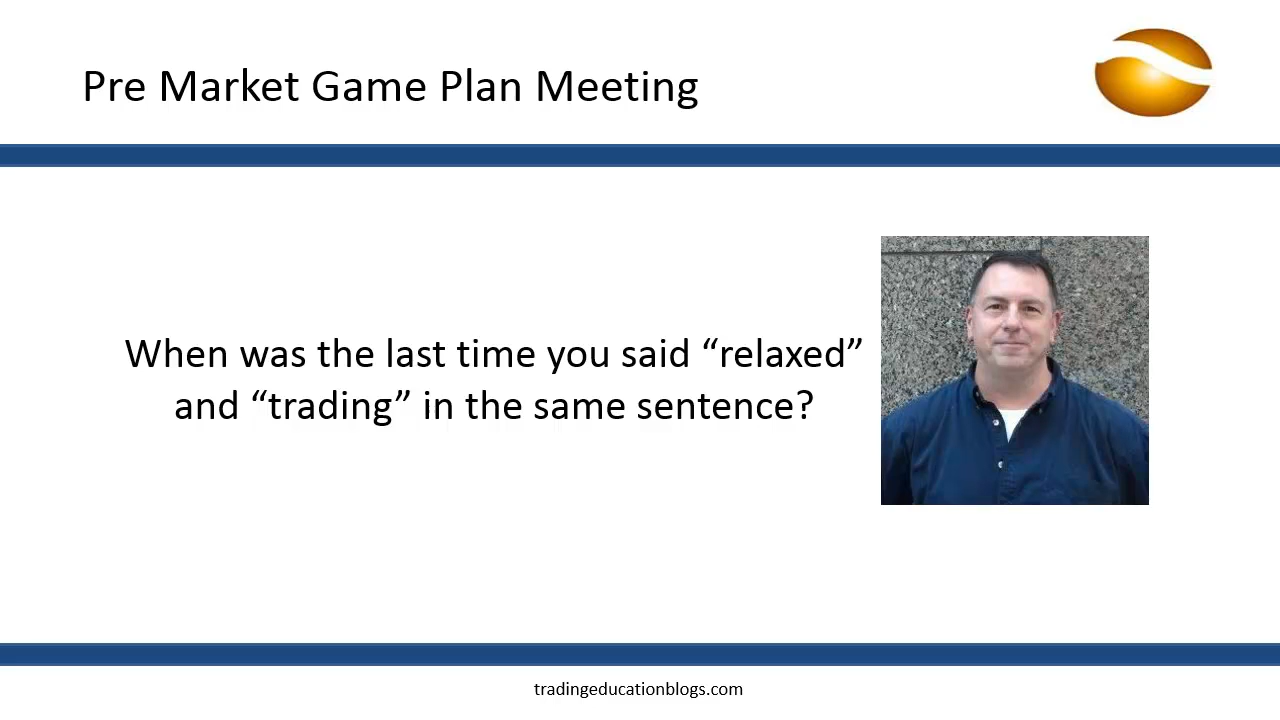 Pre Market Game Plan Meeting
When was the last time you said “relaxed”
and “trading” in the same sentence?
tradingeducationblogs.com